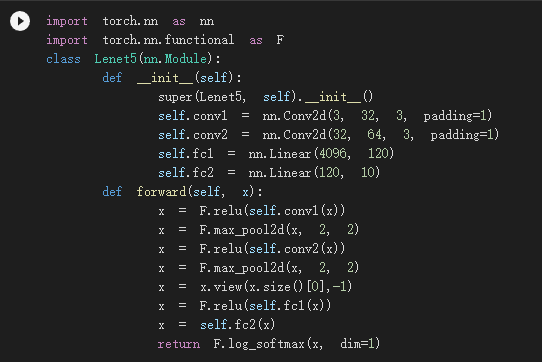 import torch.nn as nn
import torch.nn.functional as F
class Lenet5(nn.Module):
        def __init__(self):
                super(Lenet5, self).__init__()
                self.conv1 = nn.Conv2d(3, 32, 3, padding=1)
                self.conv2 = nn.Conv2d(32, 64, 3, padding=1)
                self.fc1 = nn.Linear(4096, 120)
                self.fc2 = nn.Linear(120, 10)
        def forward(self, x):
                x = F.relu(self.conv1(x))
                x = F.max_pool2d(x, 2, 2)
                x = F.relu(self.conv2(x))
                x = F.max_pool2d(x, 2, 2)
                x = x.view(x.size()[0],-1)
                x = F.relu(self.fc1(x))
                x = self.fc2(x)
                return F.log_softmax(x, dim=1)